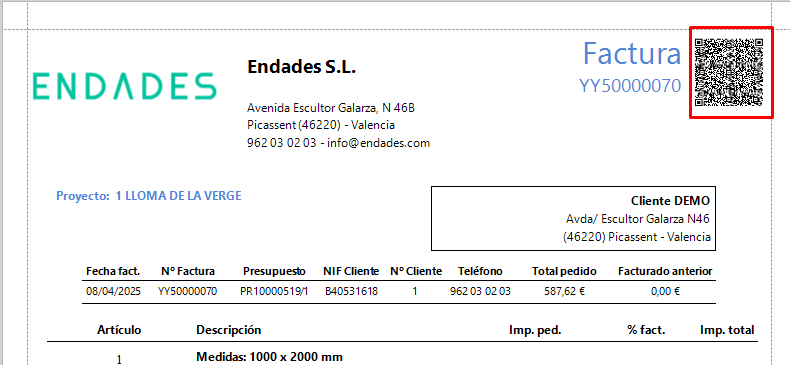 Factura
YY50000070
ENDADES
Endades S.L.
Avenida Escultor Galarza, N 46B
Picassent (46220) - Valencia
962 03 02 03 - info@endades.com
Proyecto: 1 LLOMA DE LA VERGE
Cliente DEMO
Avda/ Escultor Galarza N46
(46220) Picassent - Valencia
Fecha fact. Nº Factura Presupuesto NIF Cliente Nº Cliente Teléfono Total pedido Facturado anterior
08/04/2025 YY50000070 PR10000519/1 B40531618 1 962 03 02 03 587,62 € 0,00 €
Artículo Descripción Imp. ped. % fact. Imp. total
1 Medidas: 1000 x 2000 mm